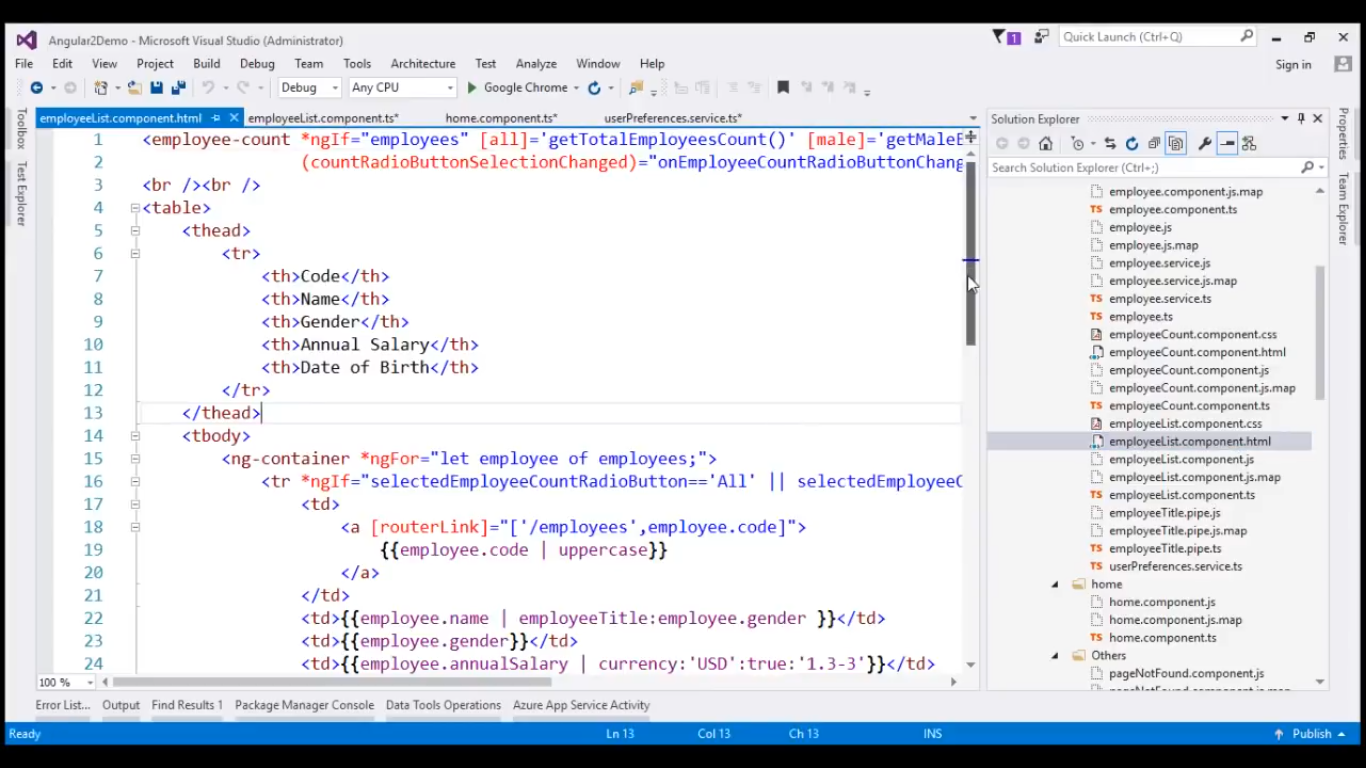 Angular2Demo - Microsoft Visual Studio (Administrator)
1
Quick Launch (Ctrl+Q)
File Edit View Project Build Debug Team Tools Architecture Test Analyze Window Help
Sign in
Debug Any CPU Google Chrome
Toolbox
Test Explorer
employeeList.component.html employeeList.component.ts* home.component.ts* userPreferences.service.ts*
1 <employee-count *ngIf="employees" [all]='getTotalEmployeesCount()' [male]='getMaleE
2 (countRadioButtonSelectionChanged)="onEmployeeCountRadioButtonChang
3 <br /><br />
4 <table>
5 <thead>
6 <tr>
7 <th>Code</th>
8 <th>Name</th>
9 <th>Gender</th>
10 <th>Annual Salary</th>
11 <th>Date of Birth</th>
12 </tr>
13 </thead>
14 <tbody>
15 <ng-container *ngFor="let employee of employees;">
16 <tr *ngIf="selectedEmployeeCountRadioButton=='All' || selectedEmployeeC
17 <td>
18 <a [routerLink]="['/employees',employee.code]">
19 {{employee.code | uppercase}}
20 </a>
21 </td>
22 <td>{{employee.name | employeeTitle:employee.gender }}</td>
23 <td>{{employee.gender}}</td>
24 <td>{{employee.annualSalary | currency:'USD':true:'1.3-3'}}</td>
100 %
Solution Explorer
Search Solution Explorer (Ctrl+;)
employee.component.js.map
TS employee.component.ts
employee.js
employee.js.map
employee.service.js
employee.service.js.map
TS employee.service.ts
TS employee.ts
employeeCount.component.css
employeeCount.component.html
employeeCount.component.js
employeeCount.component.js.map
TS employeeCount.component.ts
employeeList.component.css
employeeList.component.html
employeeList.component.js
employeeList.component.js.map
TS employeeList.component.ts
employeeTitle.pipe.js
employeeTitle.pipe.js.map
TS employeeTitle.pipe.ts
TS userPreferences.service.ts
home
home.component.js
home.component.js.map
TS home.component.ts
Others
pageNotFound.component.js
pageNotFound.component.js.map
Properties
Team Explorer
Error List... Output Find Results 1 Package Manager Console Data Tools Operations Azure App Service Activity
Ready Ln 13 Col 13 Ch 13 INS Publish